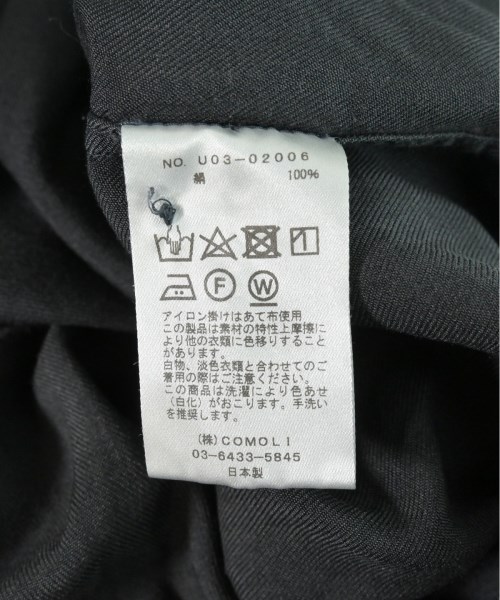 NO. U03-02006
絹 100%
F W
アイロン掛けはあて布使用
この製品は素材の特性上摩擦に
より他の衣類に色移りすること
があります。
白物、淡色衣類と合わせてのご
着用の際はご注意ください。
この商品は洗濯により色あせ
(白化)がおこります。手洗い
を推奨します。
(株)COMOLI
03-6433-5845
日本製